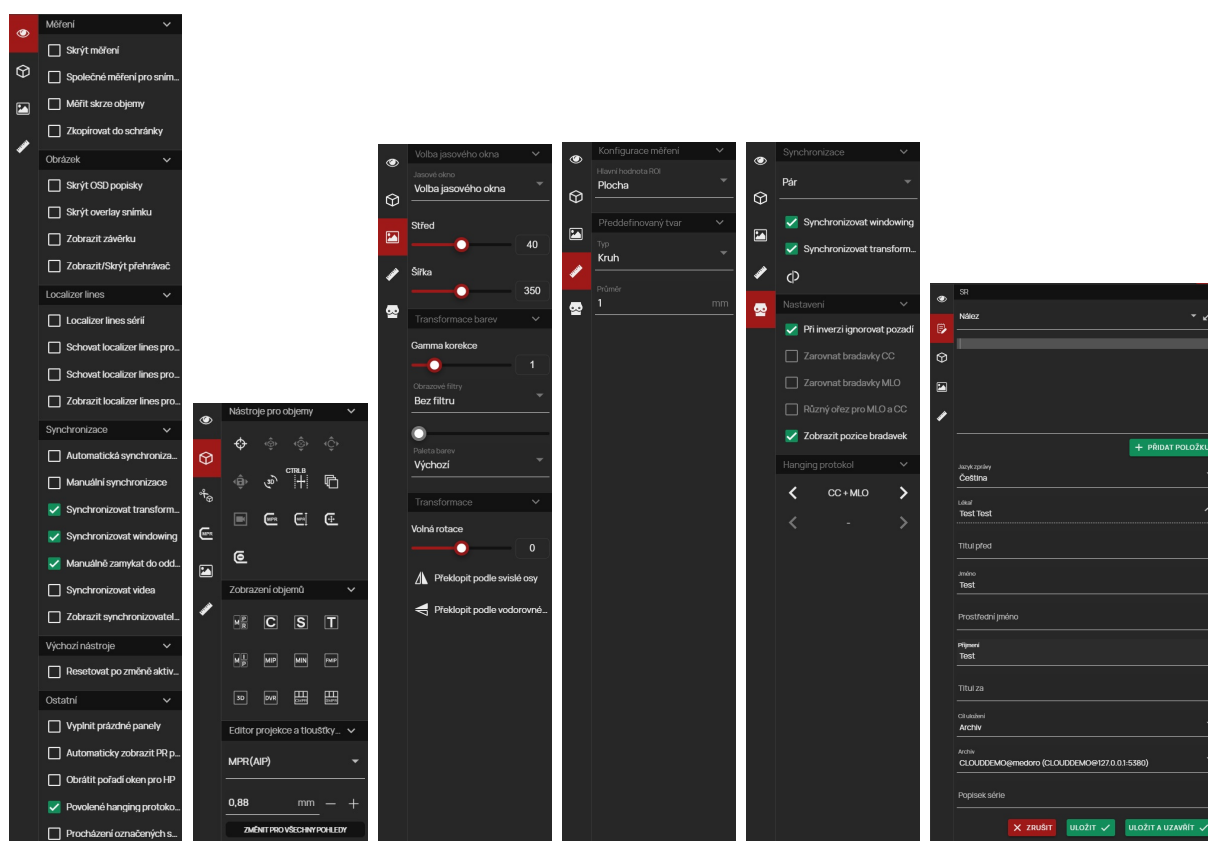 Měření
Skrýt měření
Společné měření pro sním...
Měřit skrze objemy
Zkopírovat do schránky
Obrázek
Skrýt OSD popisky
Skrýt overlay snímku
Zobrazit závěrku
Zobrazit/Skrýt přehrávač
Localizer lines
Localizer lines sérií
Schovat localizer lines pro...
Schovat localizer lines pro...
Zobrazit localizer lines pro...
Synchronizace
Automatická synchroniza...
Manuální synchronizace
Synchronizovat transform...
Synchronizovat windowing
Manuálně zamykat do odd...
Synchronizovat videa
Zobrazit synchronizovatel...
Výchozí nástroje
Resetovat po změně aktiv...
Ostatní
Vyplnit prázdné panely
Automaticky zobrazit PR p...
Obrátit pořadí oken pro HP
Povolené hanging protoko...
Procházení označených s...
MPR
Nástroje pro objemy
3D
CTRL B
MPR
MPR
Zobrazení objemů
MPR
C
S
T
MIP
MIP
MIN
FMIP
3D
DVR
Editor projekce a tloušťky...
MPR(AIP)
0,88 mm
ZMĚNIT PRO VŠECHNY POHLEDY
Volba jasového okna
Jasové okno
Volba jasového okna
Střed
40
Šířka
350
Transformace barev
Gamma korekce
1
Obrazové filtry
Bez filtru
Paleta barev
Výchozí
Transformace
Volná rotace
0
Překlopit podle svislé osy
Překlopit podle vodorovné...
Konfigurace měření
Hlavní hodnota ROI
Plocha
Předdefinovaný tvar
Typ
Kruh
Průměr
1 mm
Synchronizace
Pár
Synchronizovat windowing
Synchronizovat transform...
Nastavení
Při inverzi ignorovat pozadí
Zarovnat bradavky CC
Zarovnat bradavky MLO
Různý ořez pro MLO a CC
Zobrazit pozice bradavek
Hanging protokol
CC + MLO
-
SR
Nález
+ PŘIDAT POLOŽKU
Jazyk zprávy
Čeština
Lékař
Test Test
Titul před
Jméno
Test
Prostřední jméno
Příjmení
Test
Titul za
Cíl uložení
Archiv
Archiv
CLOUDDEMO@medoro (CLOUDDEMO@127.0.0.1:5380)
Popisek série
ZRUŠIT
ULOŽIT
ULOŽIT A UZAVŘÍT